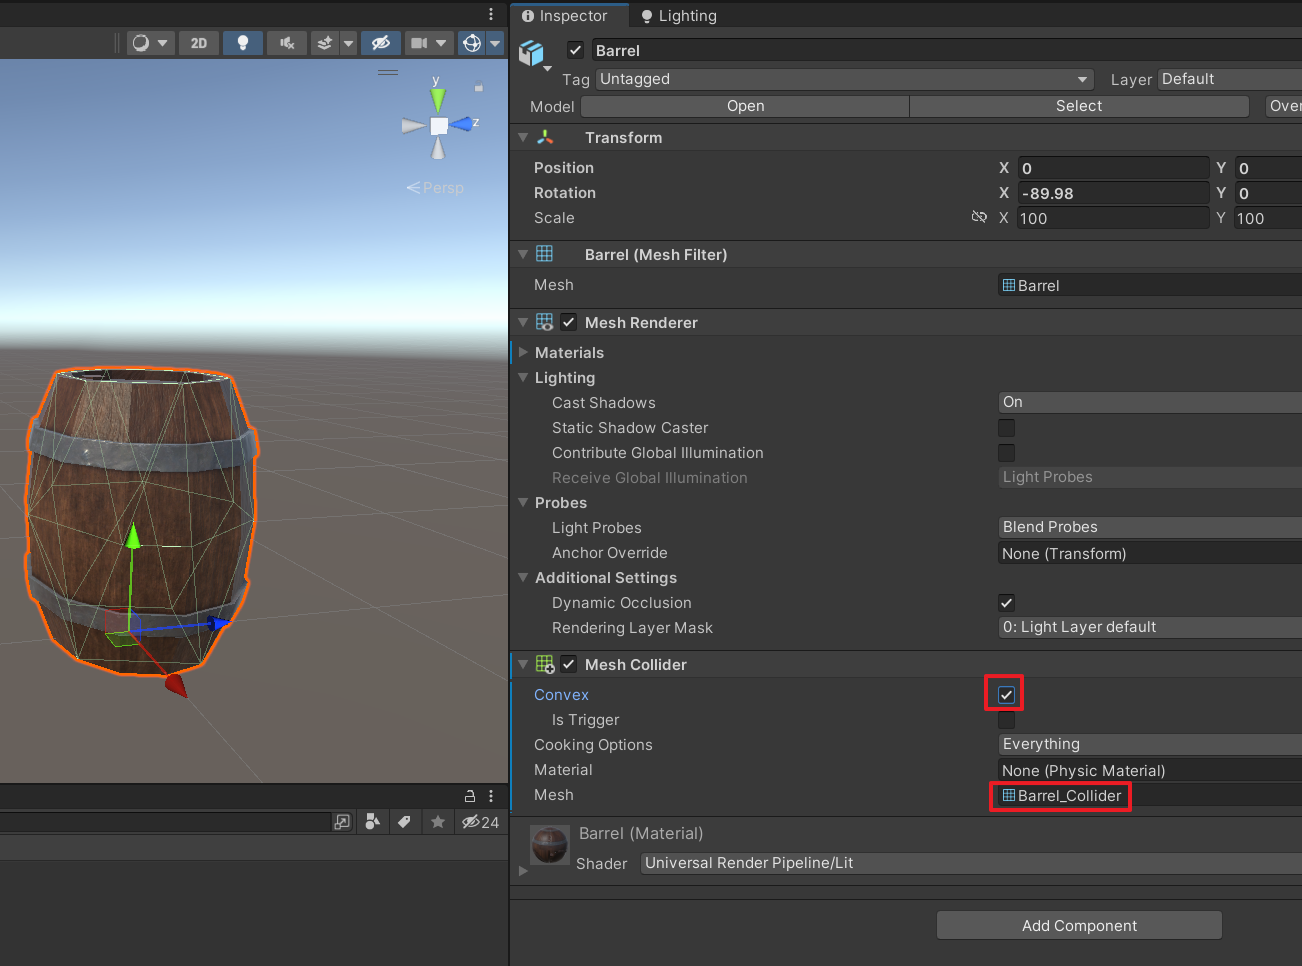 Inspector
Lighting
2D
y
z
Persp
Barrel
Tag Untagged Layer Default
Model Open Select Over
Transform
Position X 0 Y 0
Rotation X -89.98 Y 0
Scale X 100 Y 100
Barrel (Mesh Filter)
Mesh Barrel
Mesh Renderer
Materials
Lighting
Cast Shadows On
Static Shadow Caster
Contribute Global Illumination
Receive Global Illumination Light Probes
Probes
Light Probes Blend Probes
Anchor Override None (Transform)
Additional Settings
Dynamic Occlusion
Rendering Layer Mask 0: Light Layer default
Mesh Collider
Convex
Is Trigger
Cooking Options Everything
Material None (Physic Material)
Mesh Barrel_Collider
24
Barrel (Material)
Shader Universal Render Pipeline/Lit
Add Component